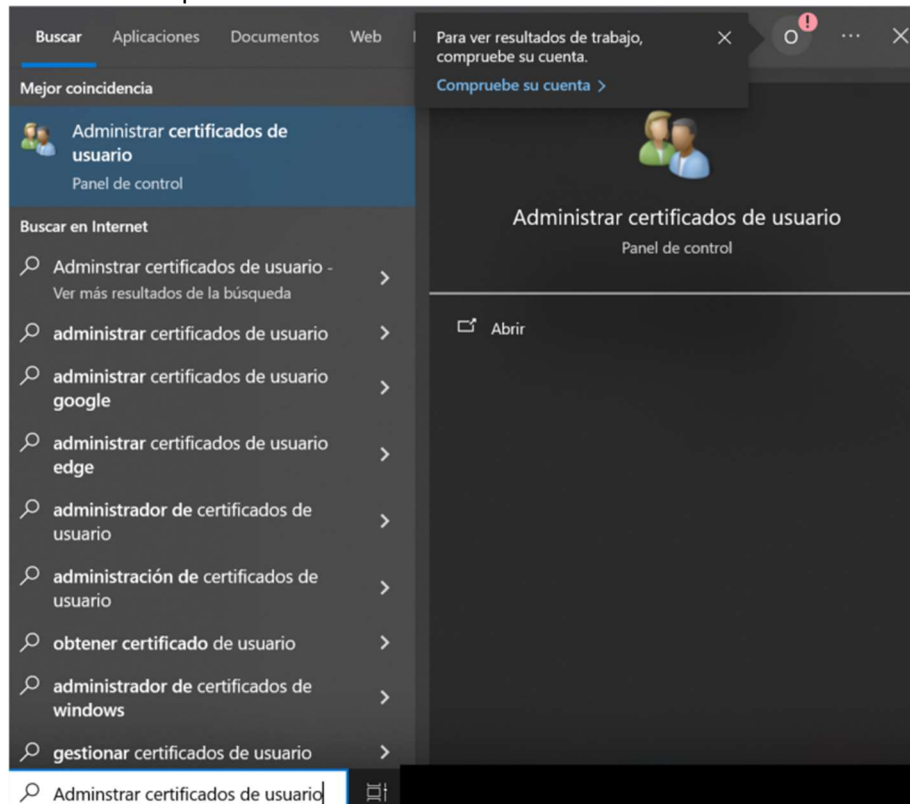 Buscar Aplicaciones Documentos Web
Para ver resultados de trabajo,
compruebe su cuenta.
Compruebe su cuenta >
O
Mejor coincidencia
Administrar certificados de
usuario
Panel de control
Buscar en Internet
Adminstrar certificados de usuario -
Ver más resultados de la búsqueda
administrar certificados de usuario
administrar certificados de usuario
google
administrar certificados de usuario
edge
administrador de certificados de
usuario
administración de certificados de
usuario
obtener certificado de usuario
administrador de certificados de
windows
gestionar certificados de usuario
Adminstrar certificados de usuario
Administrar certificados de usuario
Panel de control
Abrir